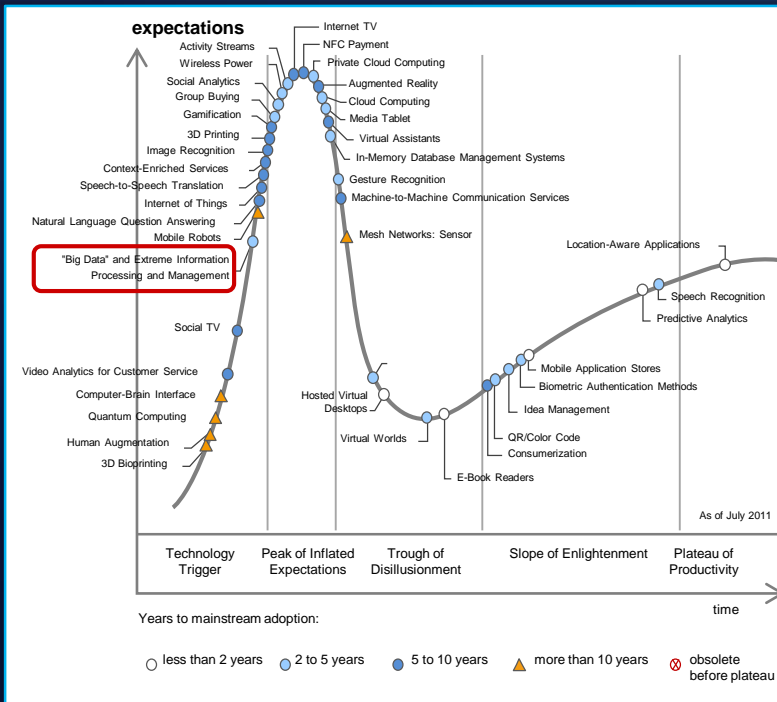 expectations
Activity Streams
Wireless Power
Social Analytics
Group Buying
Gamification
3D Printing
Image Recognition
Context-Enriched Services
Speech-to-Speech Translation
Internet of Things
Natural Language Question Answering
Mobile Robots
"Big Data" and Extreme Information
Processing and Management
Social TV
Video Analytics for Customer Service
Computer-Brain Interface
Quantum Computing
Human Augmentation
3D Bioprinting
Internet TV
NFC Payment
Private Cloud Computing
Augmented Reality
Cloud Computing
Media Tablet
Virtual Assistants
In-Memory Database Management Systems
Gesture Recognition
Machine-to-Machine Communication Services
Mesh Networks: Sensor
Hosted Virtual
Desktops
Virtual Worlds
E-Book Readers
Consumerization
QR/Color Code
Idea Management
Biometric Authentication Methods
Mobile Application Stores
Location-Aware Applications
Speech Recognition
Predictive Analytics
As of July 2011
Technology
Trigger
Peak of Inflated
Expectations
Trough of
Disillusionment
Slope of Enlightenment
Plateau of
Productivity
time
Years to mainstream adoption:
less than 2 years
2 to 5 years
5 to 10 years
more than 10 years
obsolete
before plateau